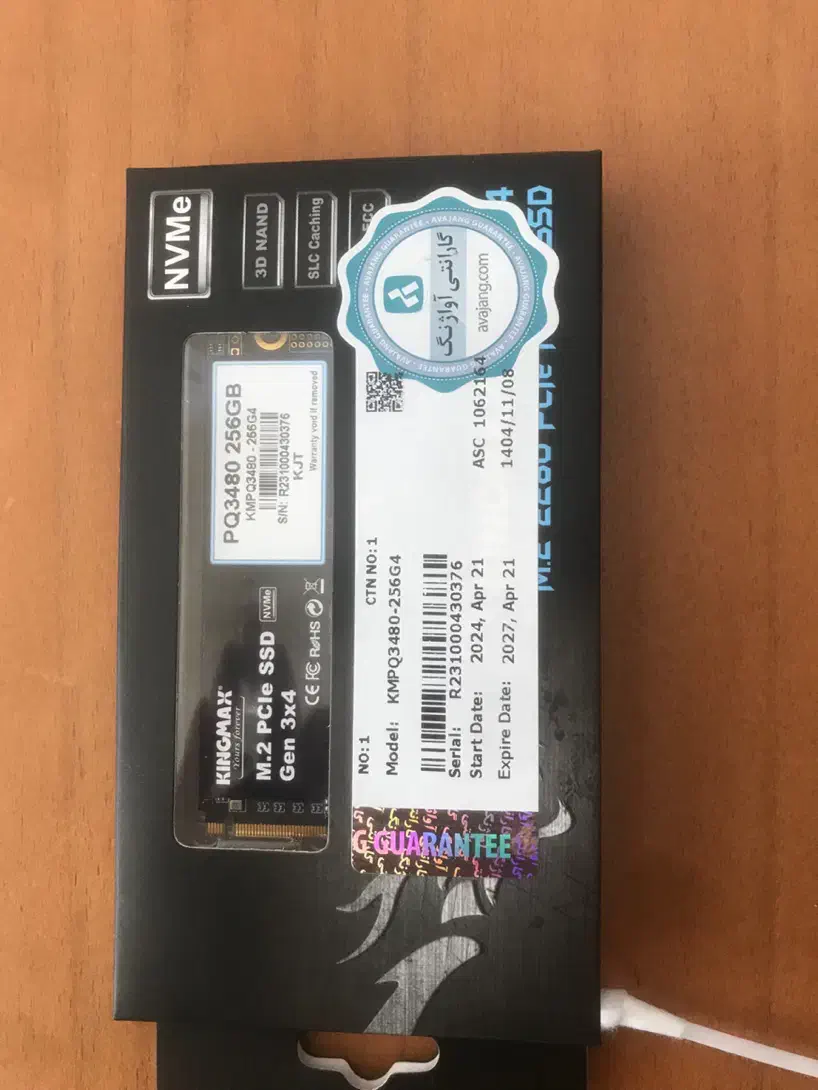 NVMe
3D NAND
SLC Caching
ECC
PQ3480 256GB
KMPQ3480 - 256G4
S/N: R231000430376
KJT
Warranty void if removed
KINGMAX
Yours forever
M.2 PCIe SSD
NVMe
Gen 3x4
CE FC RoHS
AVAJANG GUARANTEE
گارانتی آواژنگ
avajang.com
NO: 1
CTN NO: 1
Model: KMPQ3480-256G4
Serial: R231000430376
ASC 1062164
Start Date: 2024, Apr 21
1404/11/08
Expire Date: 2027, Apr 21
G GUARANTEE
M.2 2280 PCIe
4
SSD